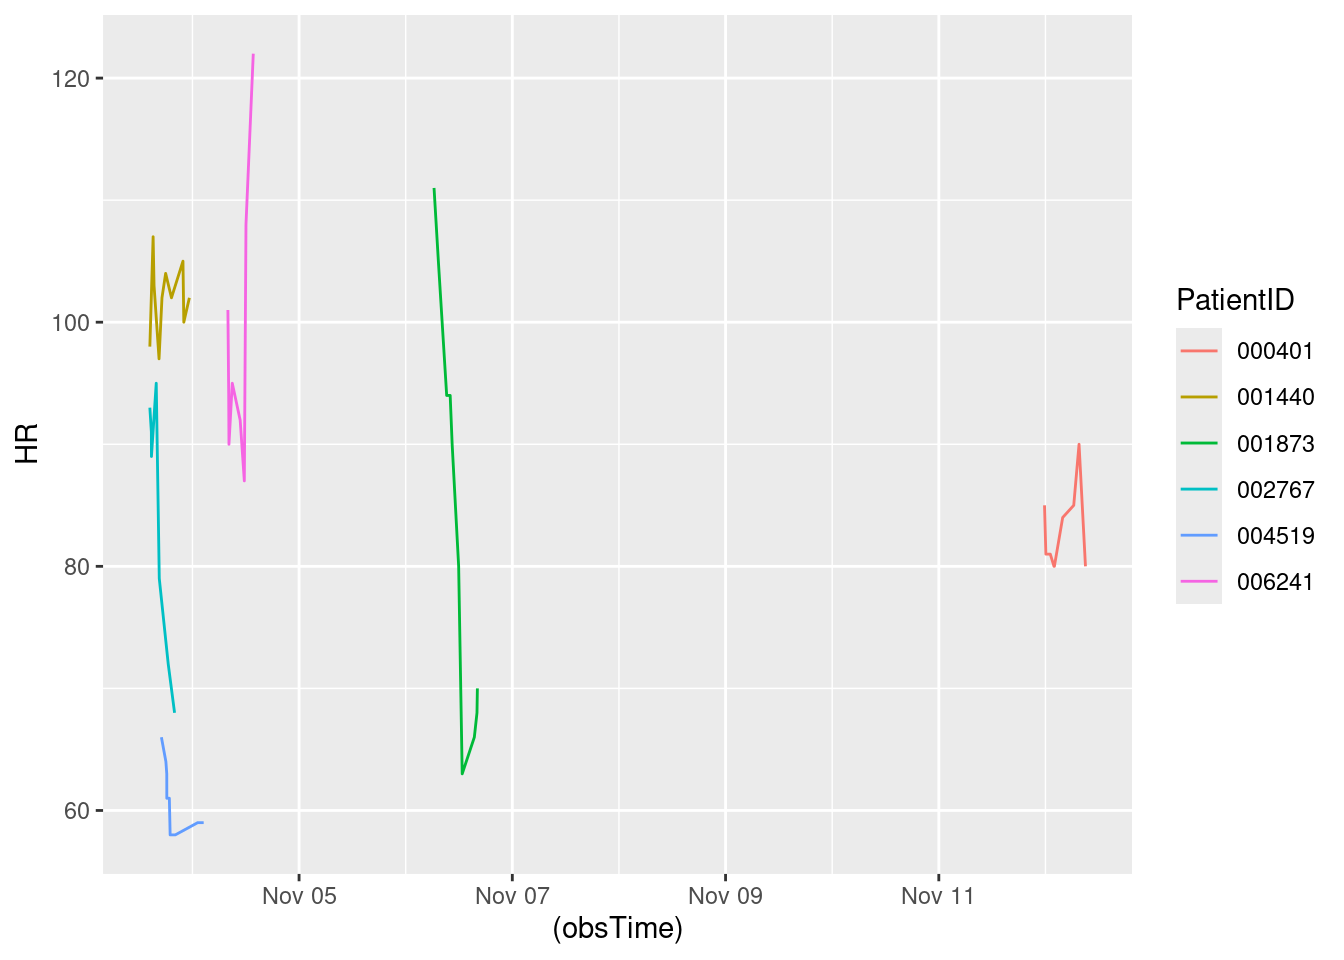 120
100
80
60
HR
Nov 05
Nov 07
Nov 09
Nov 11
(obsTime)
PatientID
000401
001440
001873
002767
004519
006241